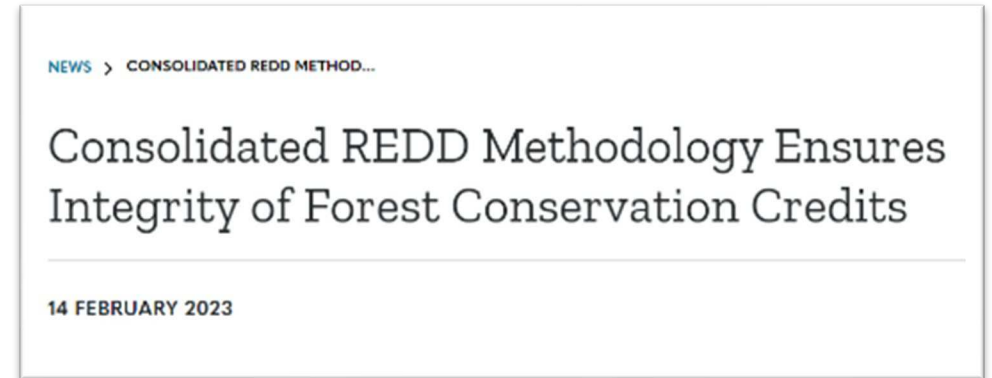 NEWS > CONSOLIDATED REDD METHOD...
Consolidated REDD Methodology Ensures
Integrity of Forest Conservation Credits
14 FEBRUARY 2023